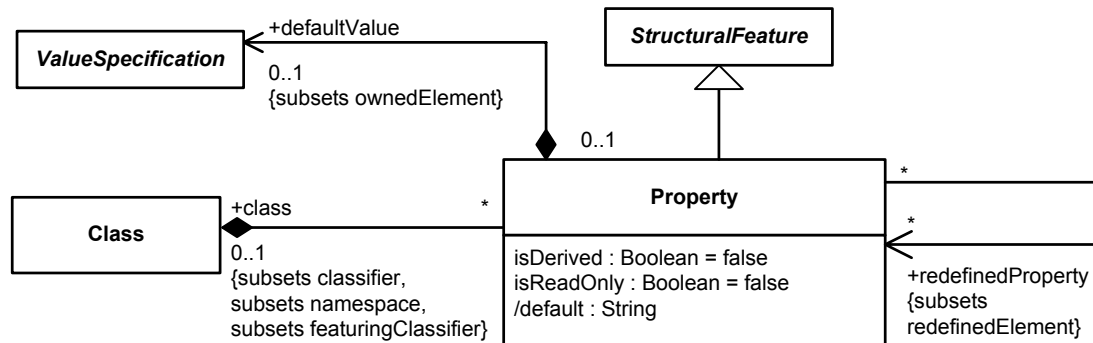 +defaultValue
StructuralFeature
ValueSpecification
0..1
{subsets ownedElement}
0..1
*
Property
+class
*
*
Class
0..1
{subsets classifier,
subsets namespace,
subsets featuringClassifier}
isDerived : Boolean = false
isReadOnly : Boolean = false
/default : String
+redefinedProperty
{subsets
redefinedElement}